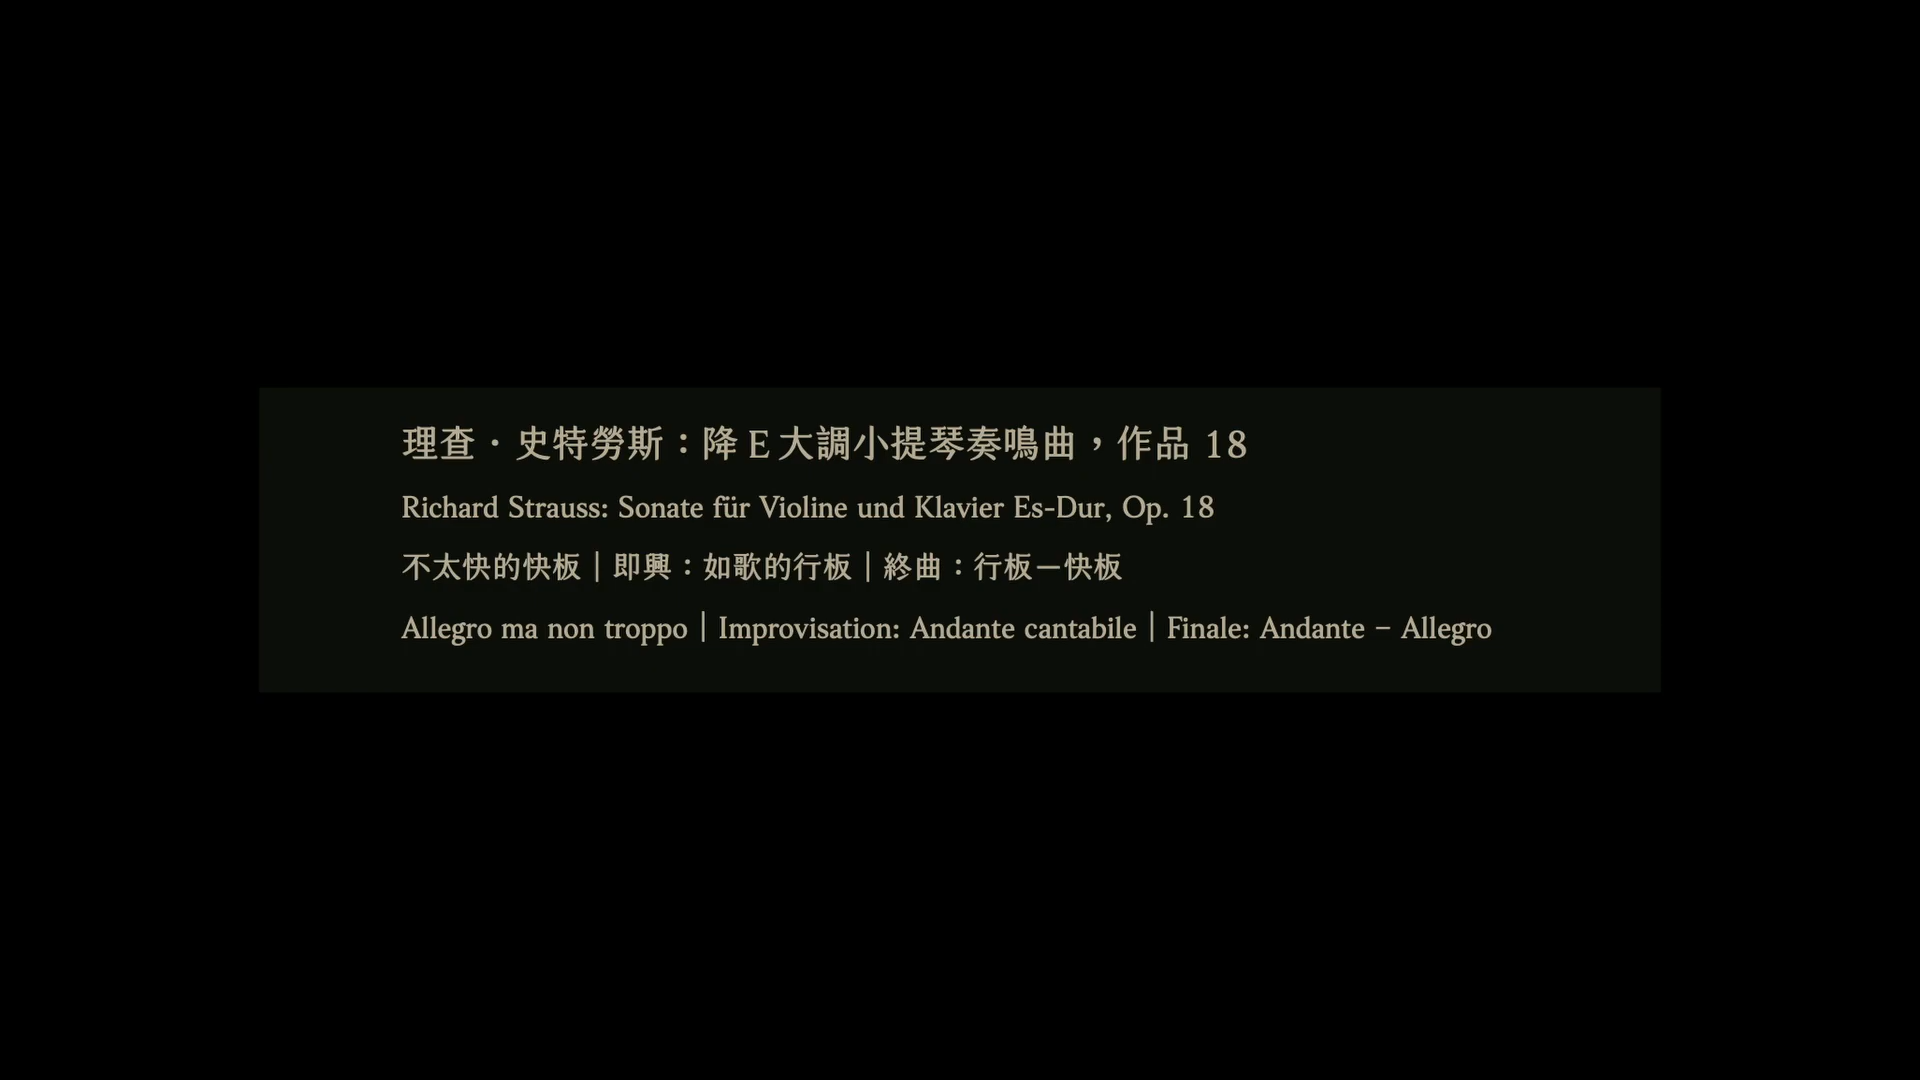 理查・史特勞斯：降 E 大調小提琴奏鳴曲，作品 18
Richard Strauss: Sonate für Violine und Klavier Es-Dur, Op. 18
不太快的快板｜即興：如歌的行板｜終曲：行板－快板
Allegro ma non troppo｜Improvisation: Andante cantabile｜Finale: Andante – Allegro